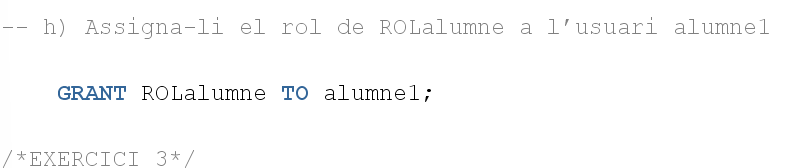 -- h) Assigna-li el rol de ROLalumne a l’usuari alumne1
GRANT ROLalumne TO alumne1;
/*EXERCICI 3*/